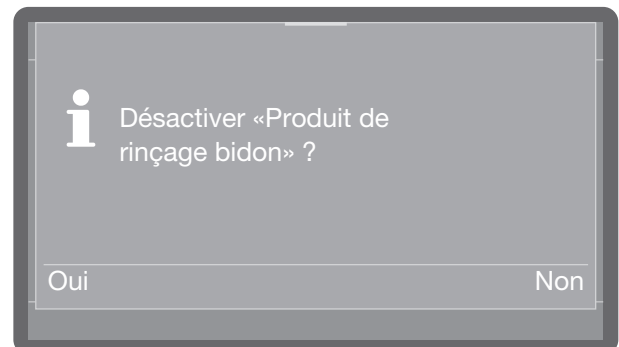 Désactiver «Produit de
rinçage bidon» ?
Oui Non